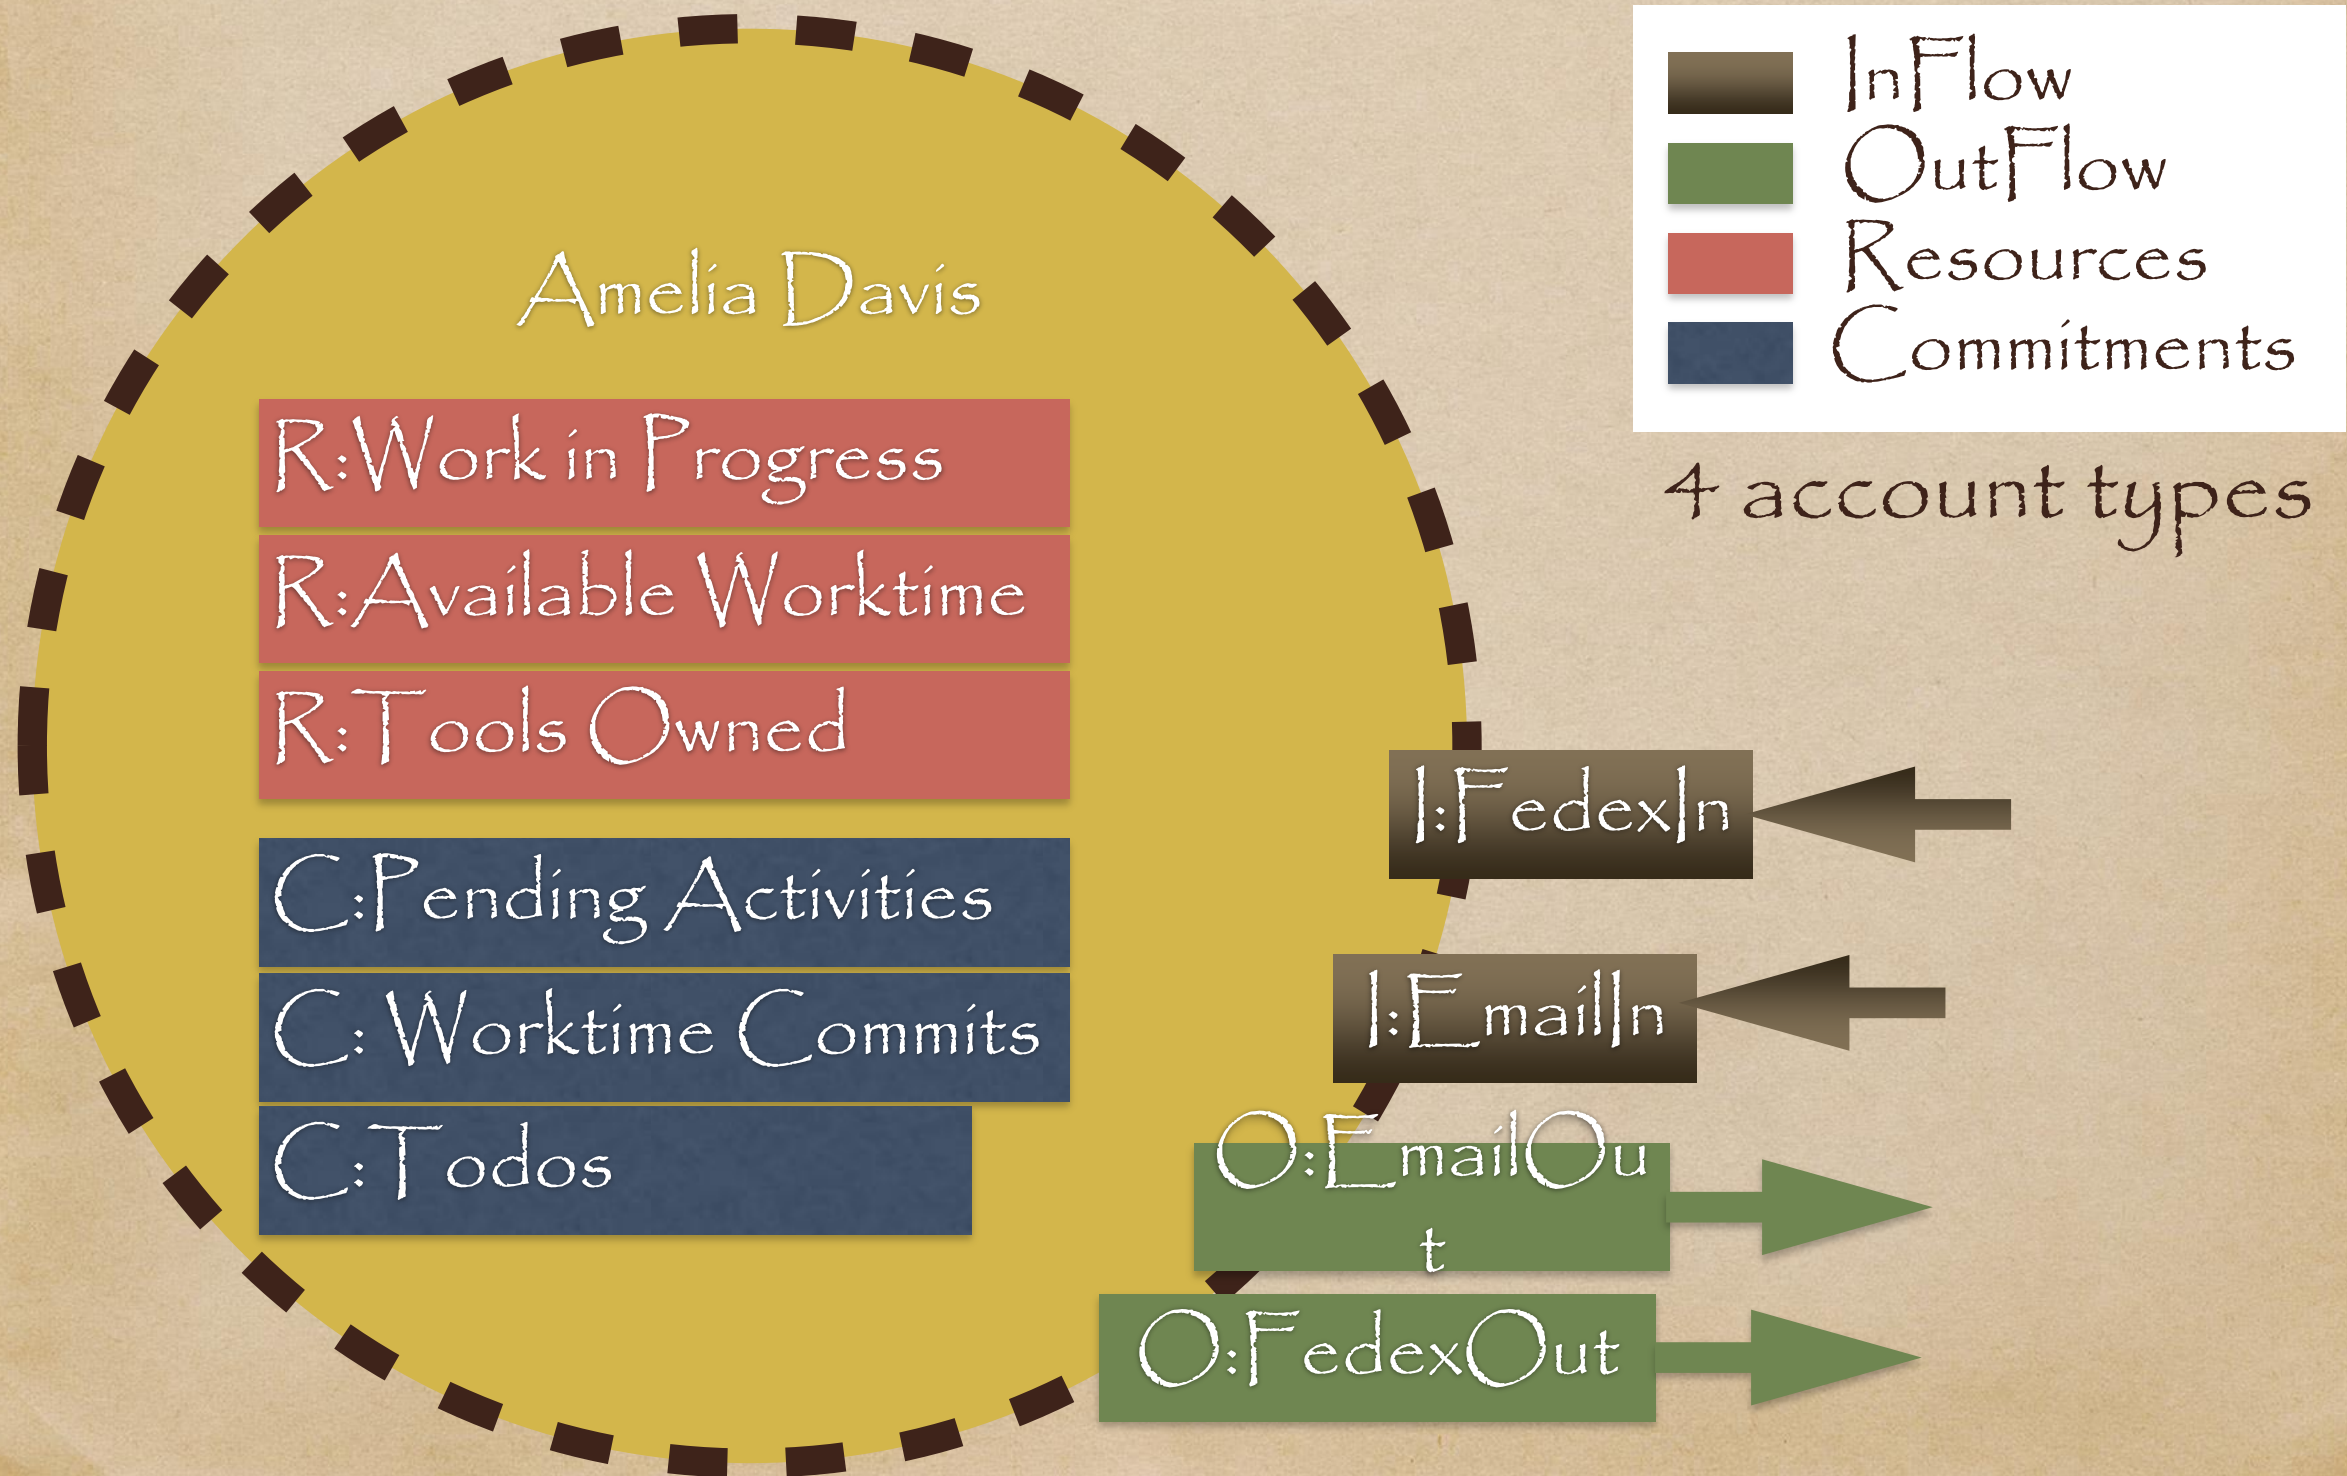 Amelia Davis
R:Work in Progress
R:Available Worktime
R:Tools Owned
C:Pending Activities
C: Worktime Commits
C:Todos
I:FedexIn
I:EmailIn
O:EmailOu
t
O:FedexOut
InFlow
OutFlow
Resources
Commitments
4 account types